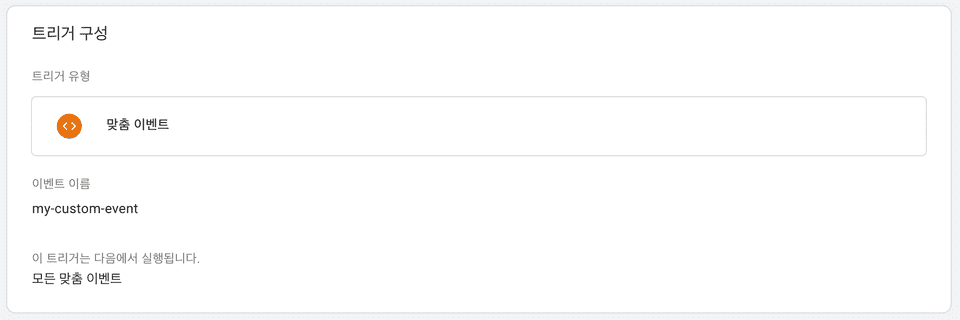 트리거 구성
트리거 유형
맞춤 이벤트
이벤트 이름
my-custom-event
이 트리거는 다음에서 실행됩니다.
모든 맞춤 이벤트